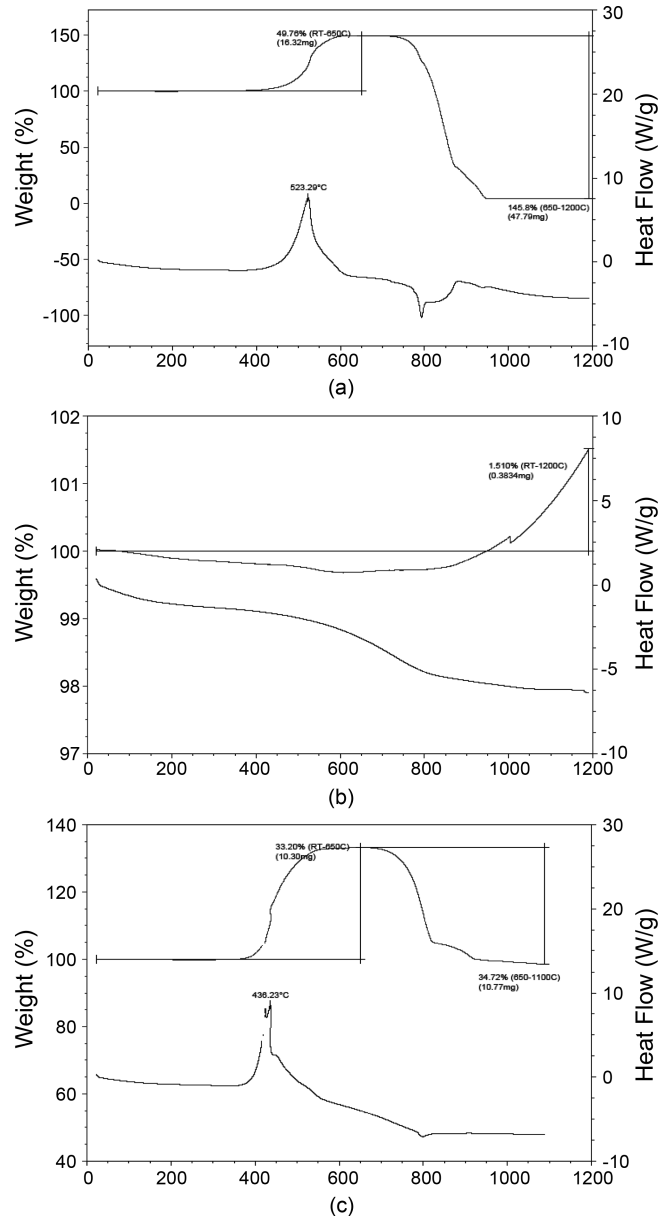 150
100
50
0
-50
-100
Weight (%)
30
20
10
0
-10
Heat Flow (W/g)
49.76% (RT-650C)
(16.32mg)
523.29°C
145.8% (650-1200C)
(47.79mg)
0 200 400 600 800 1000 1200
(a)
102
101
100
99
98
97
Weight (%)
10
5
0
-5
-10
Heat Flow (W/g)
1.510% (RT-1200C)
(0.3834mg)
0 200 400 600 800 1000 1200
(b)
140
120
100
80
60
40
Weight (%)
30
20
10
0
-10
Heat Flow (W/g)
33.20% (RT-650C)
(10.30mg)
436.23°C
34.72% (650-1100C)
(10.77mg)
0 200 400 600 800 1000 1200
(c)